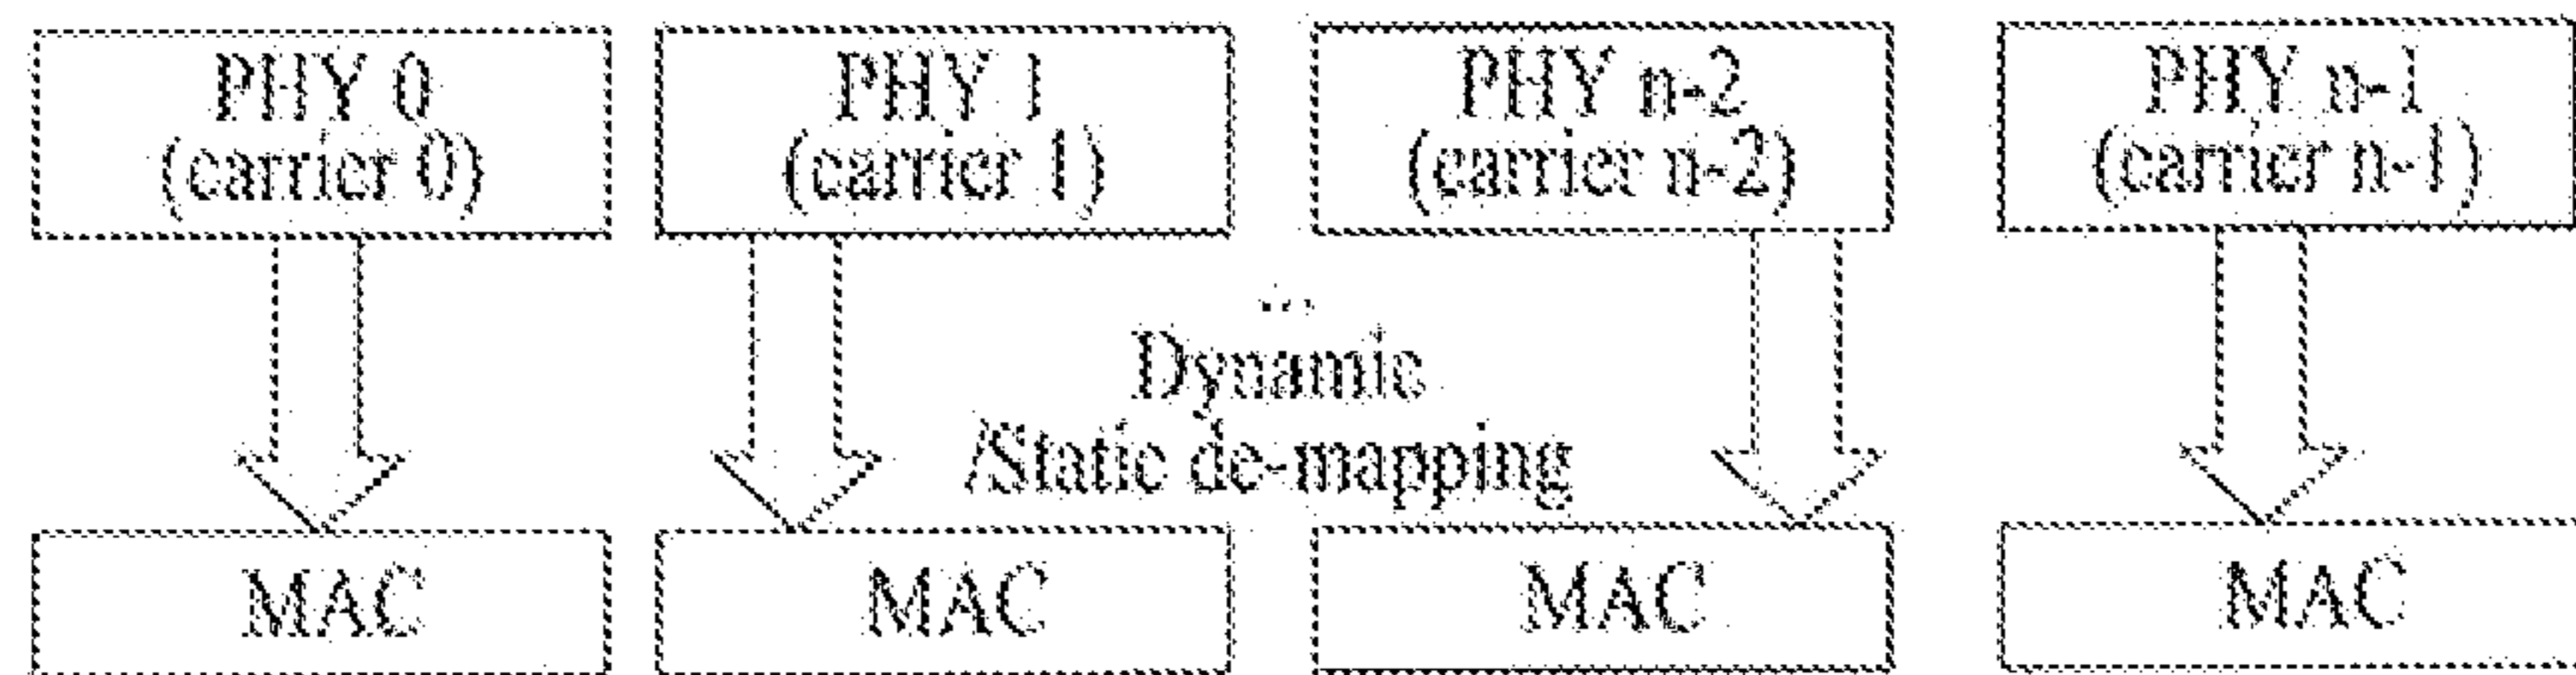 PHY 0
(carrier 0)
PHY 1
(carrier 1)
PHY n-2
(carrier n-2)
PHY n-1
(carrier n-1)
...
Dynamic
/Static de-mapping
MAC
MAC
MAC
MAC